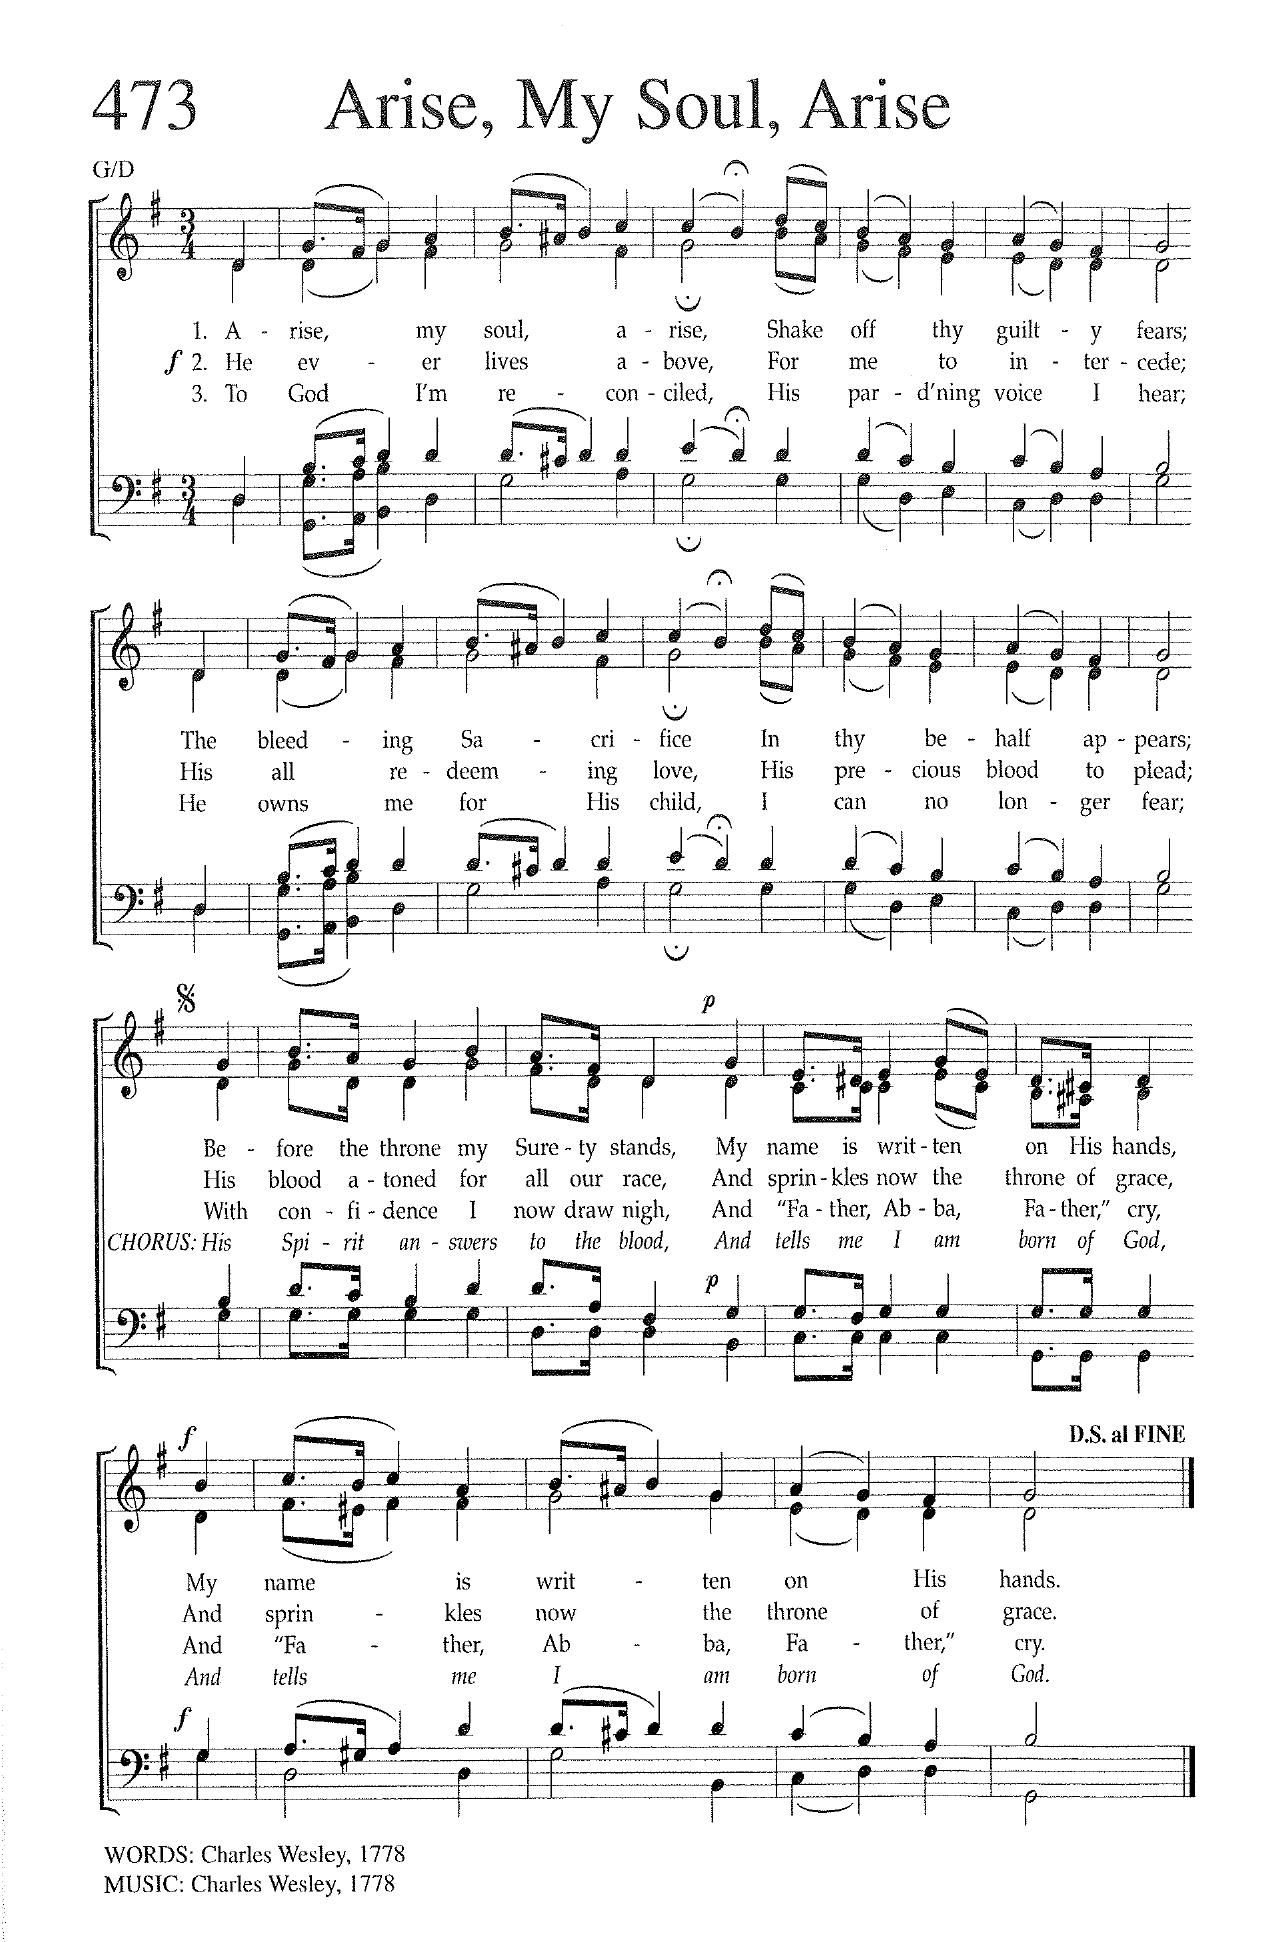 473 Arise, My Soul, Arise
G/D
1. A - rise, my soul, a - rise, Shake off thy guilt - y fears;
f 2. He ev - er lives a - bove, For me to in - ter - cede;
3. To God I'm re - con - ciled, His par - d'ning voice I hear;
The bleed - ing Sa - cri - fice In thy be - half ap - pears;
His all re - deem - ing love, His pre - cious blood to plead;
He owns me for His child, I can no lon - ger fear;
p
Be - fore the throne my Sure - ty stands, My name is writ - ten on His hands,
His blood a - toned for all our race, And sprin - kles now the throne of grace,
With con - fi - dence I now draw nigh, And “Fa - ther, Ab - ba, Fa - ther,” cry,
CHORUS: His Spi - rit an - swers to the blood, And tells me I am born of God,
p
f D.S. al FINE
My name is writ - ten on His hands.
And sprin - kles now the throne of grace.
And “Fa - ther, Ab - ba, Fa - ther,” cry.
And tells me I am born of God.
f
WORDS: Charles Wesley, 1778
MUSIC: Charles Wesley, 1778